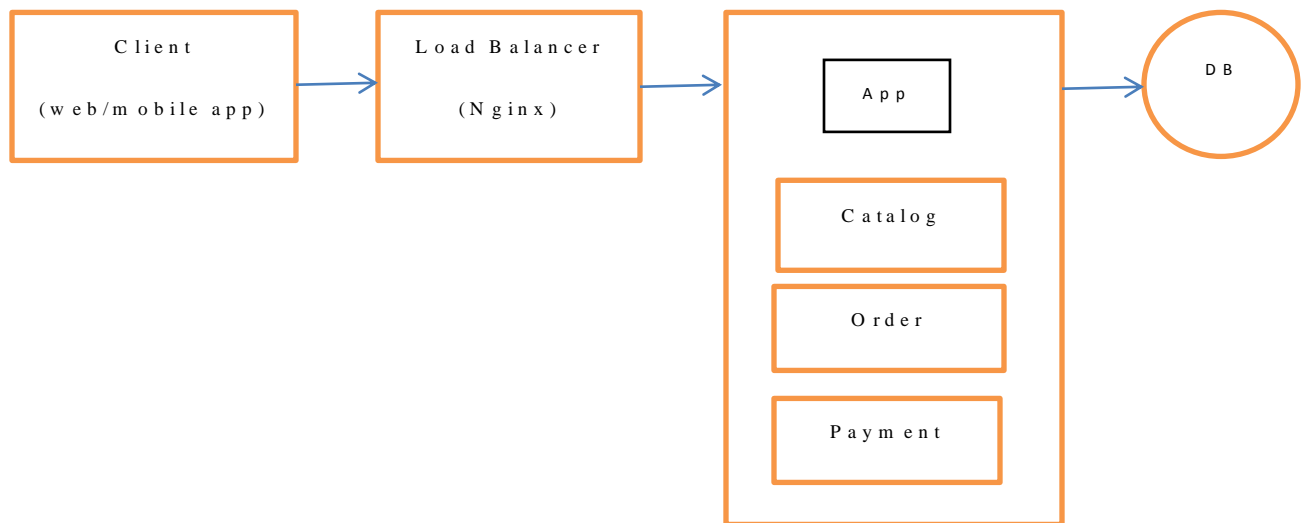 Client
(web/mobile app)
Load Balancer
(Nginx)
App
Catalog
Order
Payment
DB